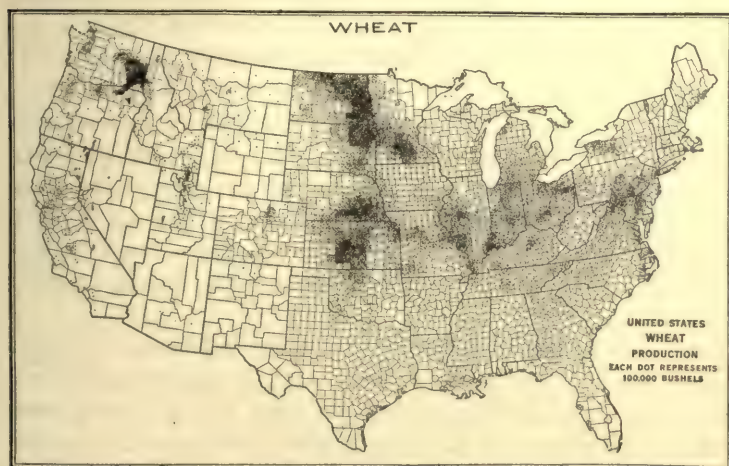 WHEAT
UNITED STATES
WHEAT
PRODUCTION
EACH DOT REPRESENTS
100,000 BUSHELS